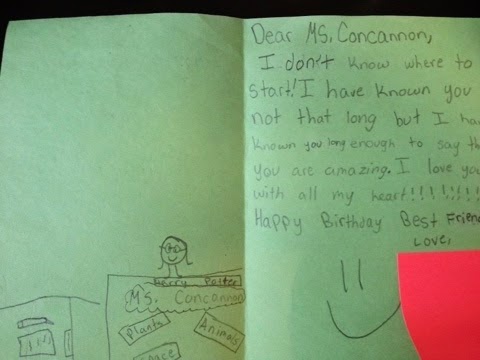 Dear Ms. Concannon,
I don't know where to
start! I have known you
not that long but I
known you long enough to say
you are amazing. I love you
with all my heart!!!!!!!!!
Happy Birthday Best Friend
Love,
Harry Potter
Ms. Concannon
Plants
Animals
Space